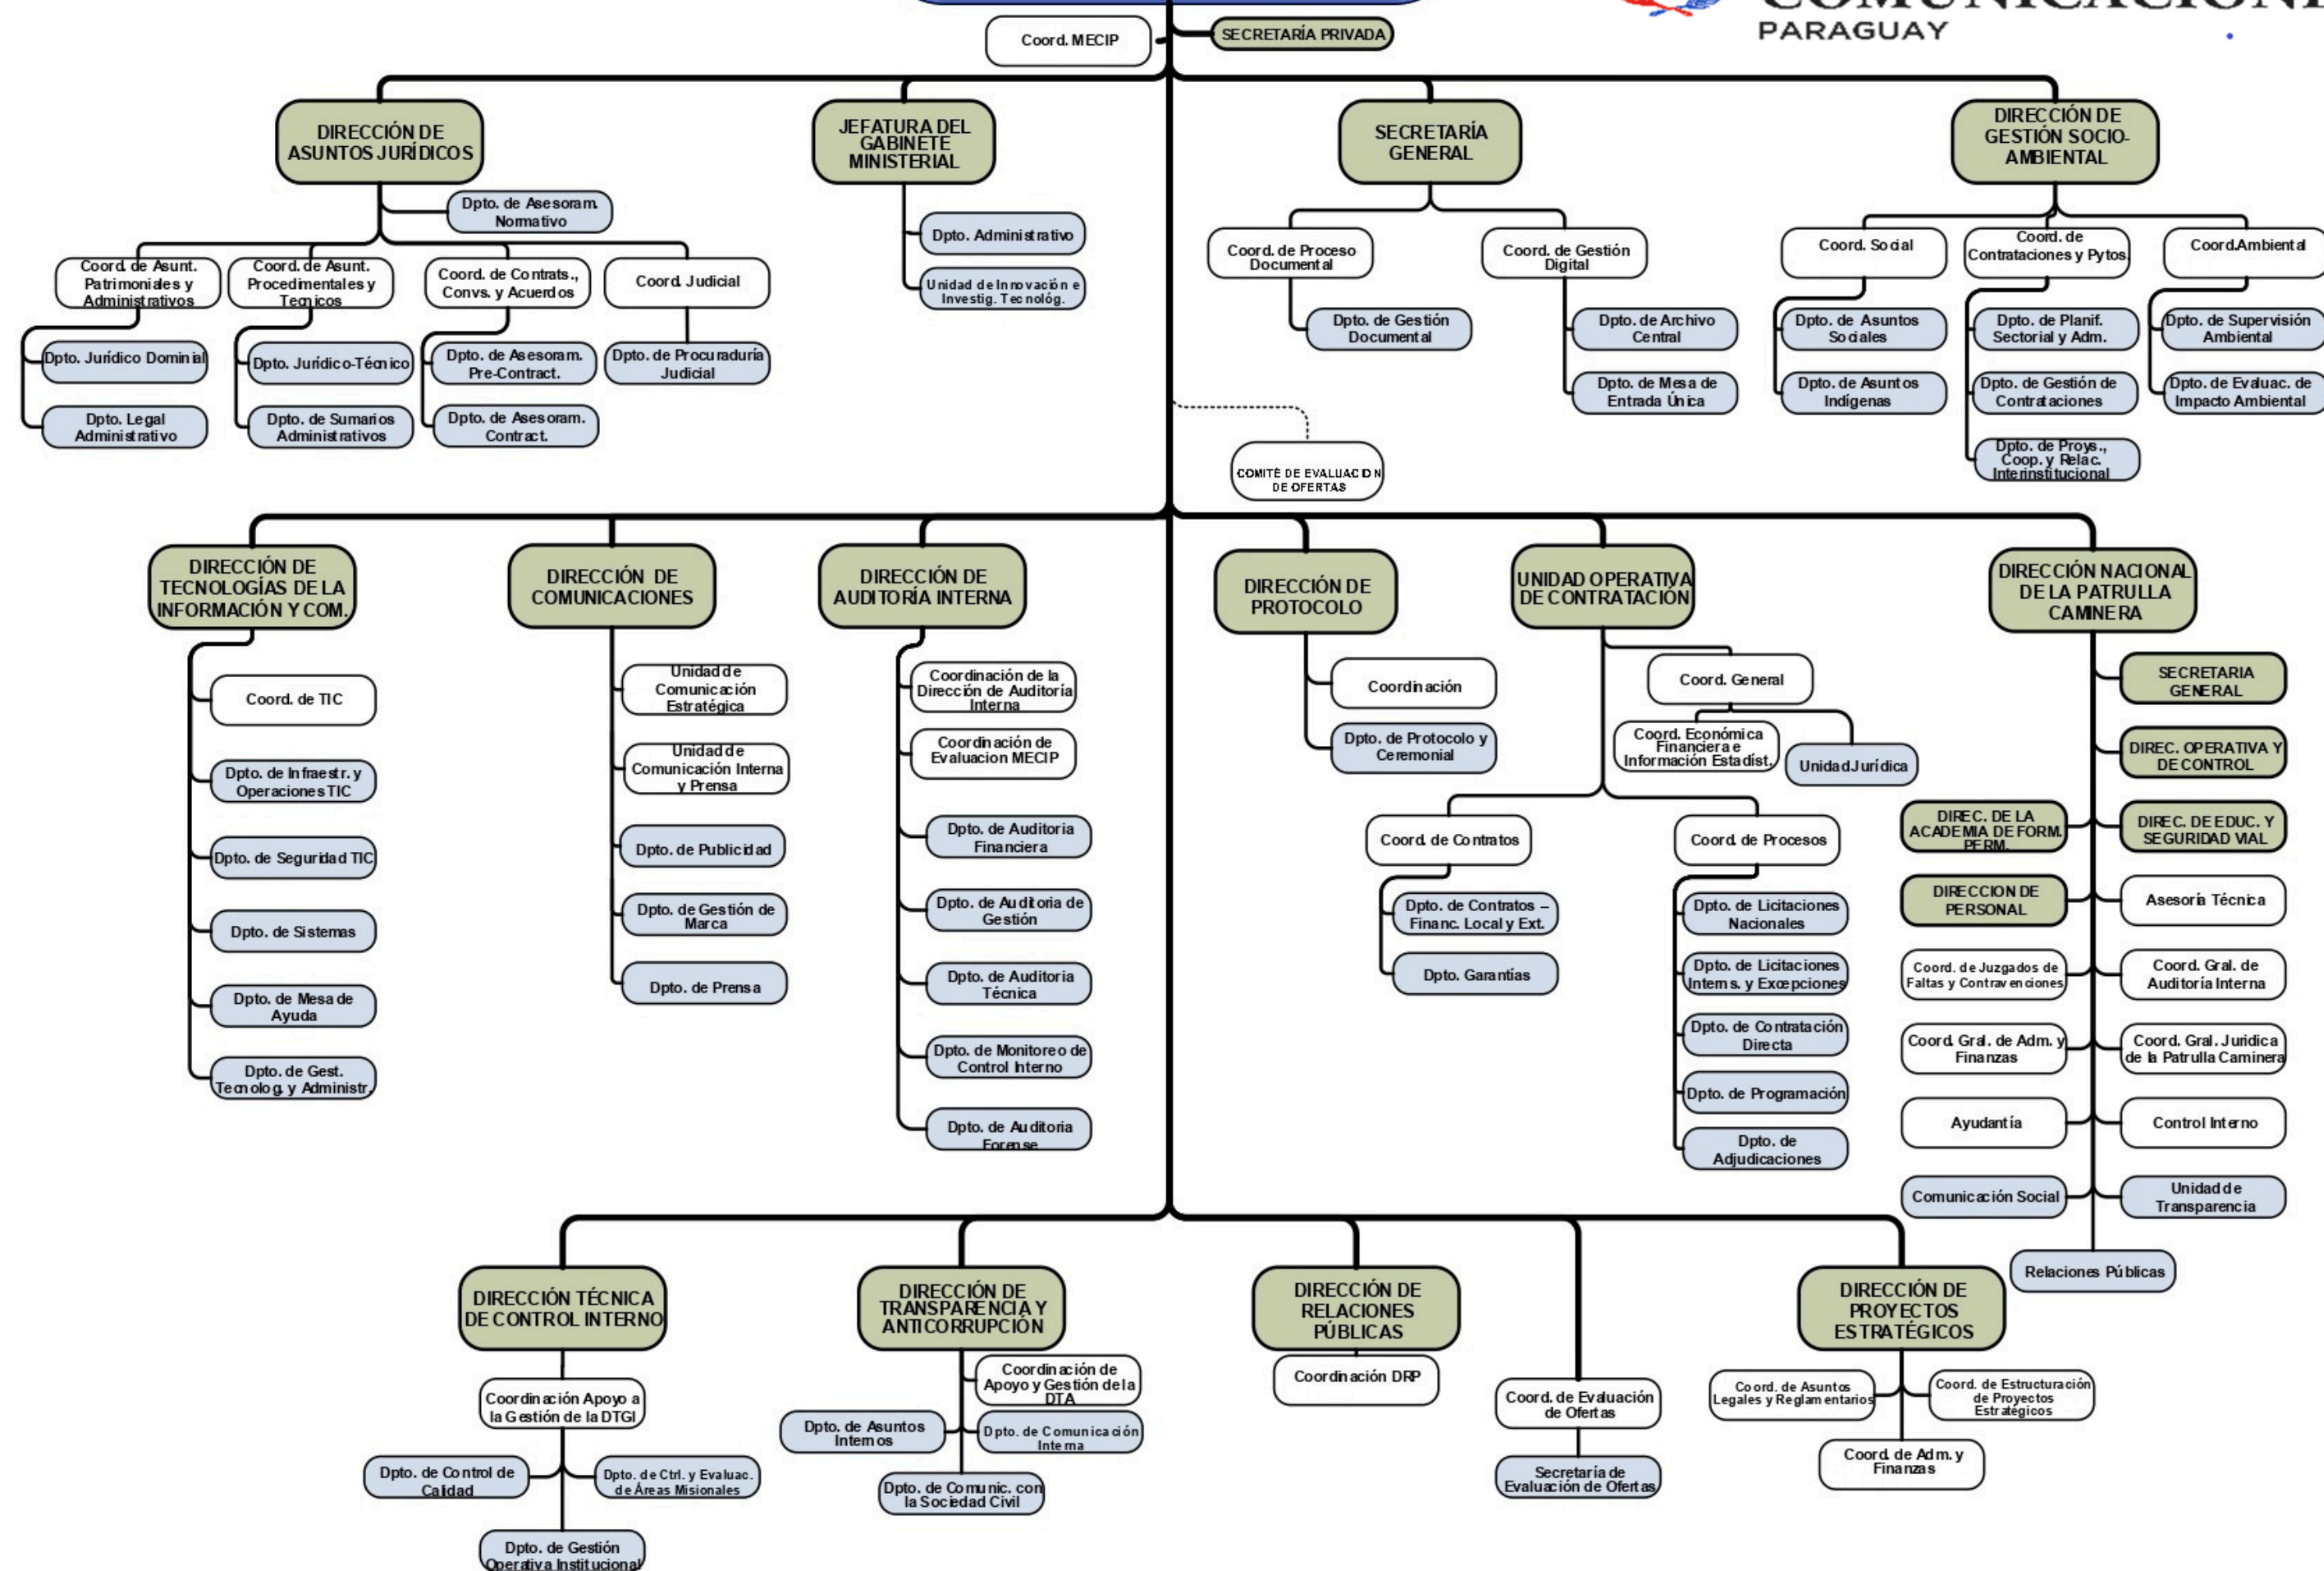 COMUNICACIONE
PARAGUAY
Coord. MECIP
SECRETARÍA PRIVADA
DIRECCIÓN DE
ASUNTOS JURÍDICOS
JEFATURA DEL
GABINETE
MINISTERIAL
SECRETARÍA
GENERAL
DIRECCIÓN DE
GESTIÓN SOCIO-
AMBIENTAL
Dpto. de Asesoram.
Normativo
Dpto. Administrativo
Unidad de Innovación e
Investig. Tecnológ.
Coord. de Asunt.
Patrimoniales y
Administrativos
Coord. de Asunt.
Procedimentales y
Tecnicos
Coord. de Contrats.,
Convs. y Acuerdos
Coord. Judicial
Coord. de Proceso
Documental
Coord. de Gestión
Digital
Coord. Social
Coord. de
Contrataciones y Pytos.
Coord.Ambiental
Dpto. Jurídico Dominial
Dpto. Jurídico-Técnico
Dpto. de Asesoram.
Pre-Contract.
Dpto. de Procuraduría
Judicial
Dpto. Legal
Administrativo
Dpto. de Sumarios
Administrativos
Dpto. de Asesoram.
Contract.
Dpto. de Gestión
Documental
Dpto. de Archivo
Central
Dpto. de Mesa de
Entrada Única
Dpto. de Asuntos
Sociales
Dpto. de Planif.
Sectorial y Adm.
Dpto. de Supervisión
Ambiental
Dpto. de Asuntos
Indígenas
Dpto. de Gestión de
Contrataciones
Dpto. de Evaluac. de
Impacto Ambiental
Dpto. de Proys.,
Coop. y Relac.
Interinstitucional
COMITÉ DE EVALUACION
DE OFERTAS
DIRECCIÓN DE
TECNOLOGÍAS DE LA
INFORMACIÓN Y COM.
DIRECCIÓN DE
COMUNICACIONES
DIRECCIÓN DE
AUDITORÍA INTERNA
DIRECCIÓN DE
PROTOCOLO
UNIDAD OPERATIVA
DE CONTRATACIÓN
DIRECCIÓN NACIONAL
DE LA PATRULLA
CAMINERA
Coord. de TIC
Dpto. de Infraestr. y
Operaciones TIC
Dpto. de Seguridad TIC
Dpto. de Sistemas
Dpto. de Mesa de
Ayuda
Dpto. de Gest.
Tecnolog. y Administr.
Unidad de
Comunicación
Estratégica
Unidad de
Comunicación Interna
y Prensa
Dpto. de Publicidad
Dpto. de Gestión de
Marca
Dpto. de Prensa
Coordinación de la
Dirección de Auditoría
Interna
Coordinación de
Evaluacion MECIP
Dpto. de Auditoria
Financiera
Dpto. de Auditoria de
Gestión
Dpto. de Auditoria
Técnica
Dpto. de Monitoreo de
Control Interno
Dpto. de Auditoria
Forense
Coordinación
Dpto. de Protocolo y
Ceremonial
Coord. General
Coord. Económica
Financiera e
Información Estadíst.
Unidad Jurídica
Coord. de Contratos
Coord. de Procesos
Dpto. de Contratos –
Financ. Local y Ext.
Dpto. Garantías
Dpto. de Licitaciones
Nacionales
Dpto. de Licitaciones
Interns. y Excepciones
Dpto. de Contratación
Directa
Dpto. de Programación
Dpto. de
Adjudicaciones
SECRETARIA
GENERAL
DIREC. OPERATIVA Y
DE CONTROL
DIREC. DE LA
ACADEMIA DE FORM.
PERM.
DIREC. DE EDUC. Y
SEGURIDAD VIAL
DIRECCION DE
PERSONAL
Asesoría Técnica
Coord. de Juzgados de
Faltas y Contravenciones
Coord. Gral. de
Auditoría Interna
Coord. Gral. de Adm. y
Finanzas
Coord. Gral. Juridica
de la Patrulla Caminera
Ayudantía
Control Interno
Comunicación Social
Unidad de
Transparencia
Relaciones Públicas
DIRECCIÓN TÉCNICA
DE CONTROL INTERNO
DIRECCIÓN DE
TRANSPARENCIA Y
ANTICORRUPCIÓN
DIRECCIÓN DE
RELACIONES
PÚBLICAS
DIRECCIÓN DE
PROYECTOS
ESTRATÉGICOS
Coordinación Apoyo a
la Gestión de la DTGI
Dpto. de Control de
Calidad
Dpto. de Ctrl. y Evaluac.
de Áreas Misionales
Dpto. de Gestión
Operativa Institucional
Coordinación de
Apoyo y Gestión de la
DTA
Dpto. de Asuntos
Internos
Dpto. de Comunicación
Interna
Dpto. de Comunic. con
la Sociedad Civil
Coordinación DRP
Coord. de Evaluación
de Ofertas
Secretaría de
Evaluación de Ofertas
Coord. de Asuntos
Legales y Reglamentarios
Coord. de Estructuración
de Proyectos
Estratégicos
Coord. de Adm. y
Finanzas